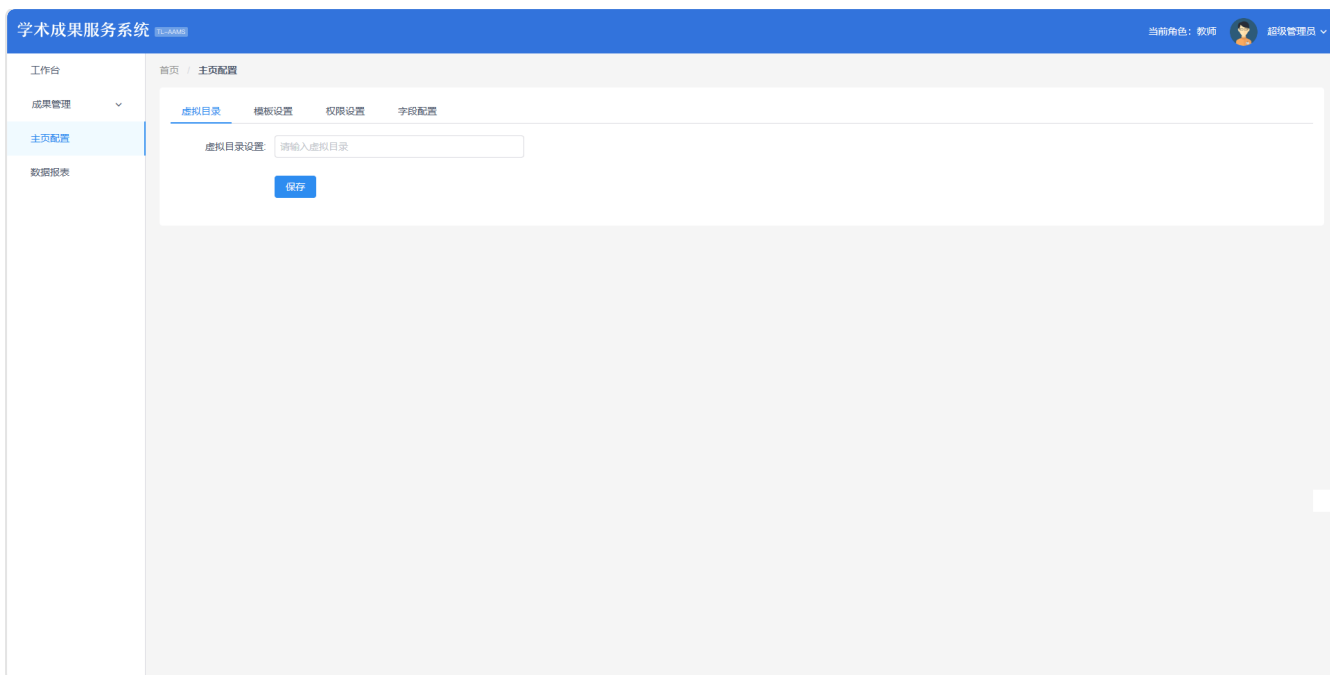 学术成果服务系统 TL-AAMS 当前角色：教师 超级管理员
工作台
成果管理
主页配置
数据报表
首页 / 主页配置
虚拟目录 模板设置 权限设置 字段配置
虚拟目录设置: 请输入虚拟目录
保存